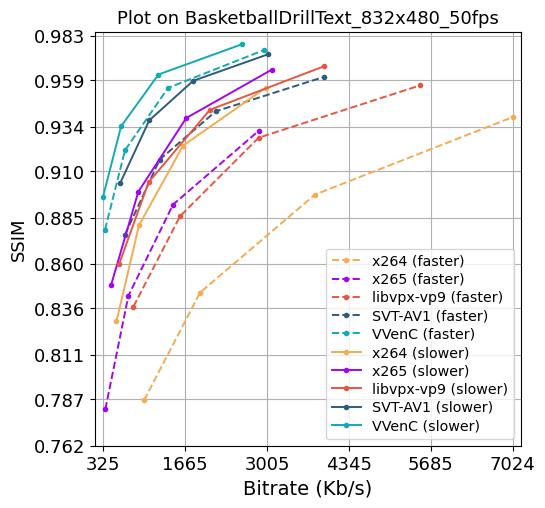 Plot on BasketballDrillText_832x480_50fps
0.983
0.959
0.934
0.910
0.885
0.860
0.836
0.811
0.787
0.762
SSIM
x264 (faster)
x265 (faster)
libvpx-vp9 (faster)
SVT-AV1 (faster)
VVenC (faster)
x264 (slower)
x265 (slower)
libvpx-vp9 (slower)
SVT-AV1 (slower)
VVenC (slower)
325 1665 3005 4345 5685 7024
Bitrate (Kb/s)